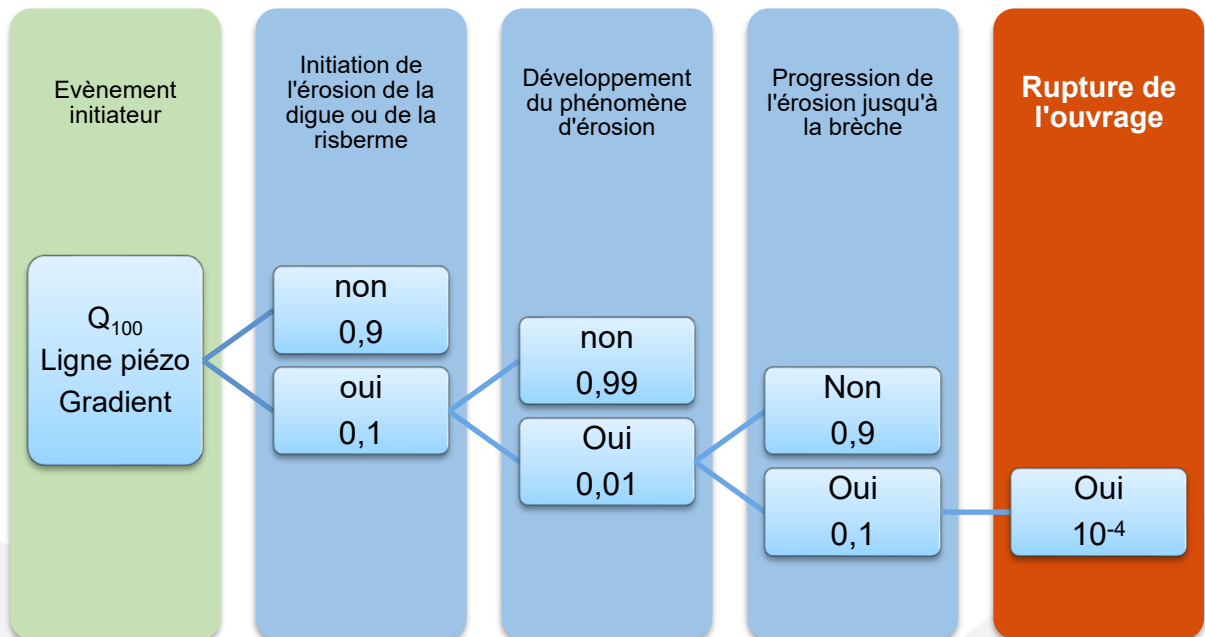 Evènement
initiateur
Initiation de
l'érosion de la
digue ou de la
risberme
Développement
du phénomène
d'érosion
Progression de
l'érosion jusqu'à
la brèche
Rupture de
l'ouvrage
Q₁₀₀
Ligne piézo
Gradient
non
0,9
oui
0,1
non
0,99
Oui
0,01
Non
0,9
Oui
0,1
Oui
10⁻⁴